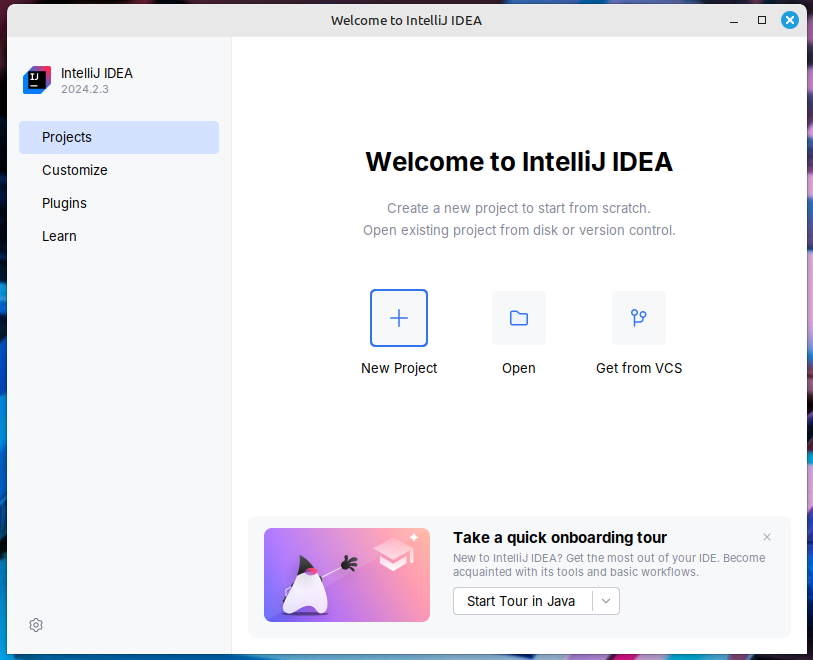 Welcome to IntelliJ IDEA
IJ
IntelliJ IDEA
2024.2.3
Projects
Customize
Plugins
Learn
Welcome to IntelliJ IDEA
Create a new project to start from scratch.
Open existing project from disk or version control.
New Project
Open
Get from VCS
Take a quick onboarding tour
New to IntelliJ IDEA? Get the most out of your IDE. Become
acquainted with its tools and basic workflows.
Start Tour in Java